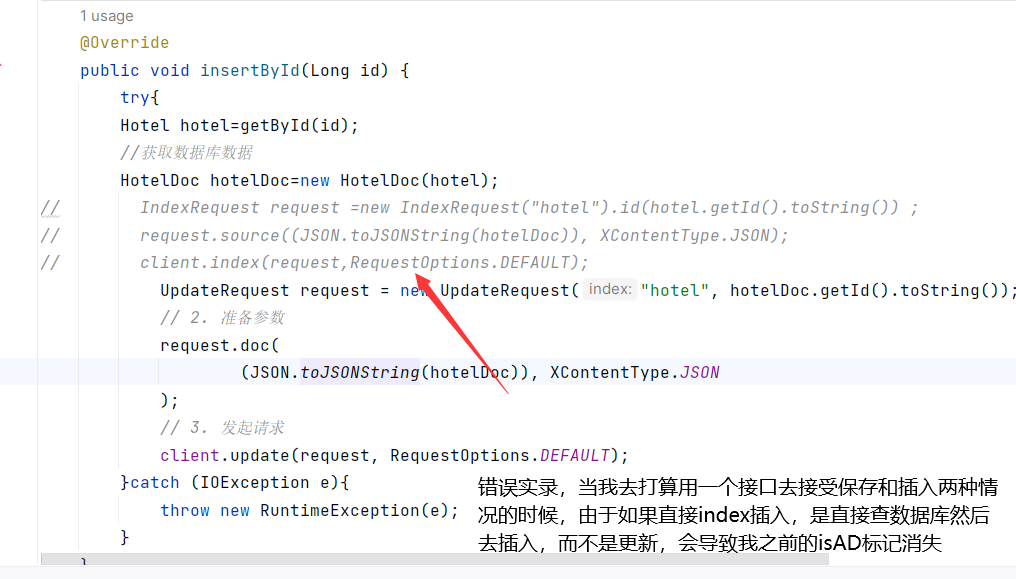 1 usage
@Override
public void insertById(Long id) {
try{
Hotel hotel=getById(id);
//获取数据库数据
HotelDoc hotelDoc=new HotelDoc(hotel);
// IndexRequest request =new IndexRequest("hotel").id(hotel.getId().toString()) ;
// request.source((JSON.toJSONString(hotelDoc)), XContentType.JSON);
// client.index(request,RequestOptions.DEFAULT);
UpdateRequest request = new UpdateRequest( index: "hotel", hotelDoc.getId().toString());
// 2. 准备参数
request.doc(
(JSON.toJSONString(hotelDoc)), XContentType.JSON
);
// 3. 发起请求
client.update(request, RequestOptions.DEFAULT);
}catch (IOException e){
throw new RuntimeException(e);
}
}
错误实录，当我去打算用一个接口去接受保存和插入两种情
况的时候，由于如果直接index插入，是直接查数据库然后
去插入，而不是更新，会导致我之前的isAD标记消失